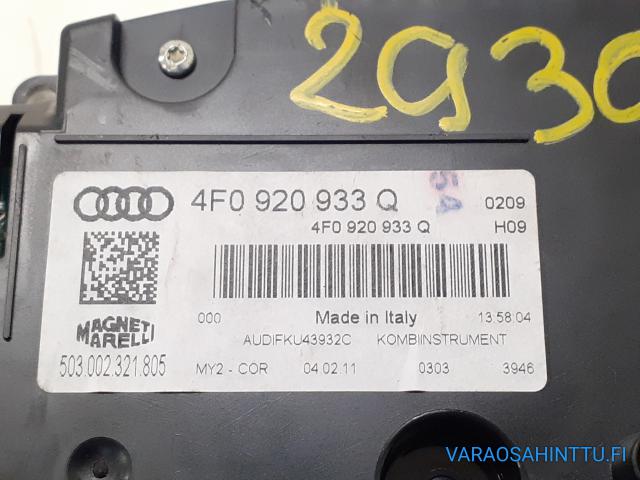 2930
4F0 920 933 Q
54
0209
4F0 920 933 Q
H09
000
Made in Italy
13.58.04
MAGNETI
MARELLI
AUDIFKU43932C
KOMBIINSTRUMENT
503.002.321.805
MY2 - COR
04.02.11
0303
3946
VARAOSAHINTTU.FI